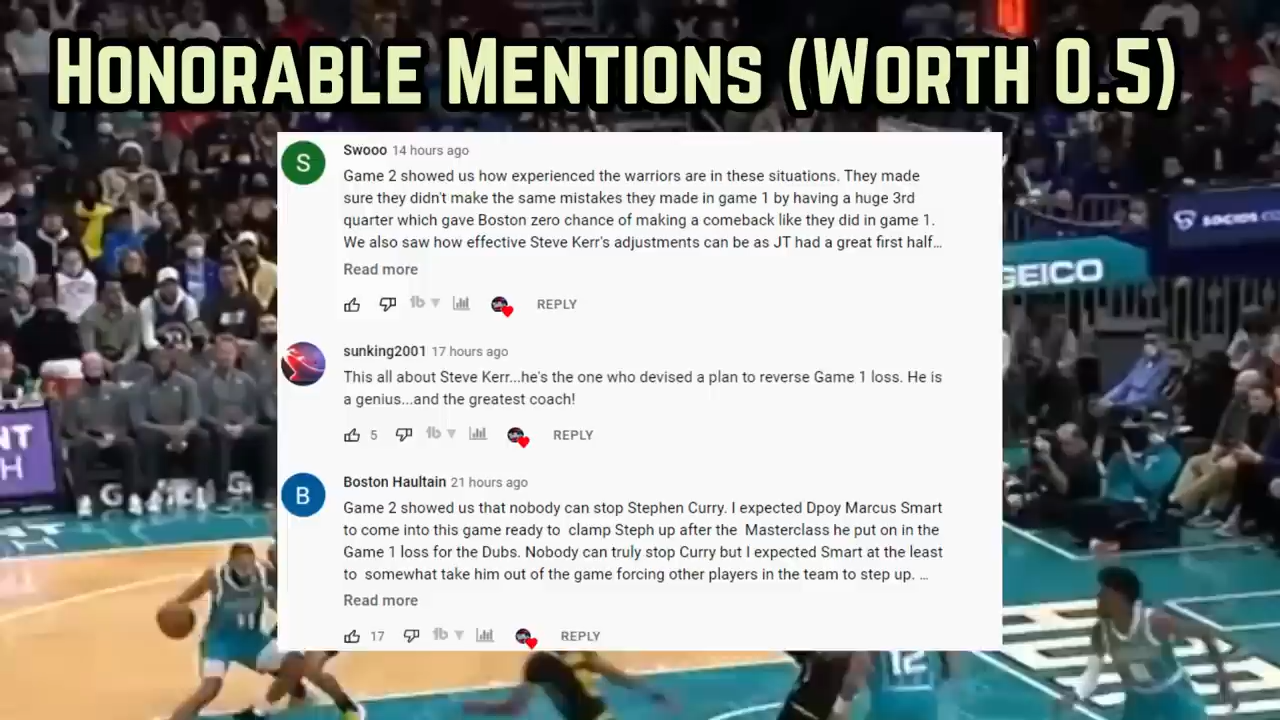 HONORABLE MENTIONS (WORTH 0.5)
S
Swooo 14 hours ago
Game 2 showed us how experienced the warriors are in these situations. They made
sure they didn't make the same mistakes they made in game 1 by having a huge 3rd
quarter which gave Boston zero chance of making a comeback like they did in game 1.
We also saw how effective Steve Kerr's adjustments can be as JT had a great first half...
Read more
tb
REPLY
sunking2001 17 hours ago
This all about Steve Kerr...he's the one who devised a plan to reverse Game 1 loss. He is
a genius...and the greatest coach!
5
tb
REPLY
B
Boston Haultain 21 hours ago
Game 2 showed us that nobody can stop Stephen Curry. I expected Dpoy Marcus Smart
to come into this game ready to  clamp Steph up after the  Masterclass he put on in the
Game 1 loss for the Dubs. Nobody can truly stop Curry but I expected Smart at the least
to  somewhat take him out of the game forcing other players in the team to step up. ...
Read more
17
tb
REPLY
GEICO
NT
H
G
G
11
12